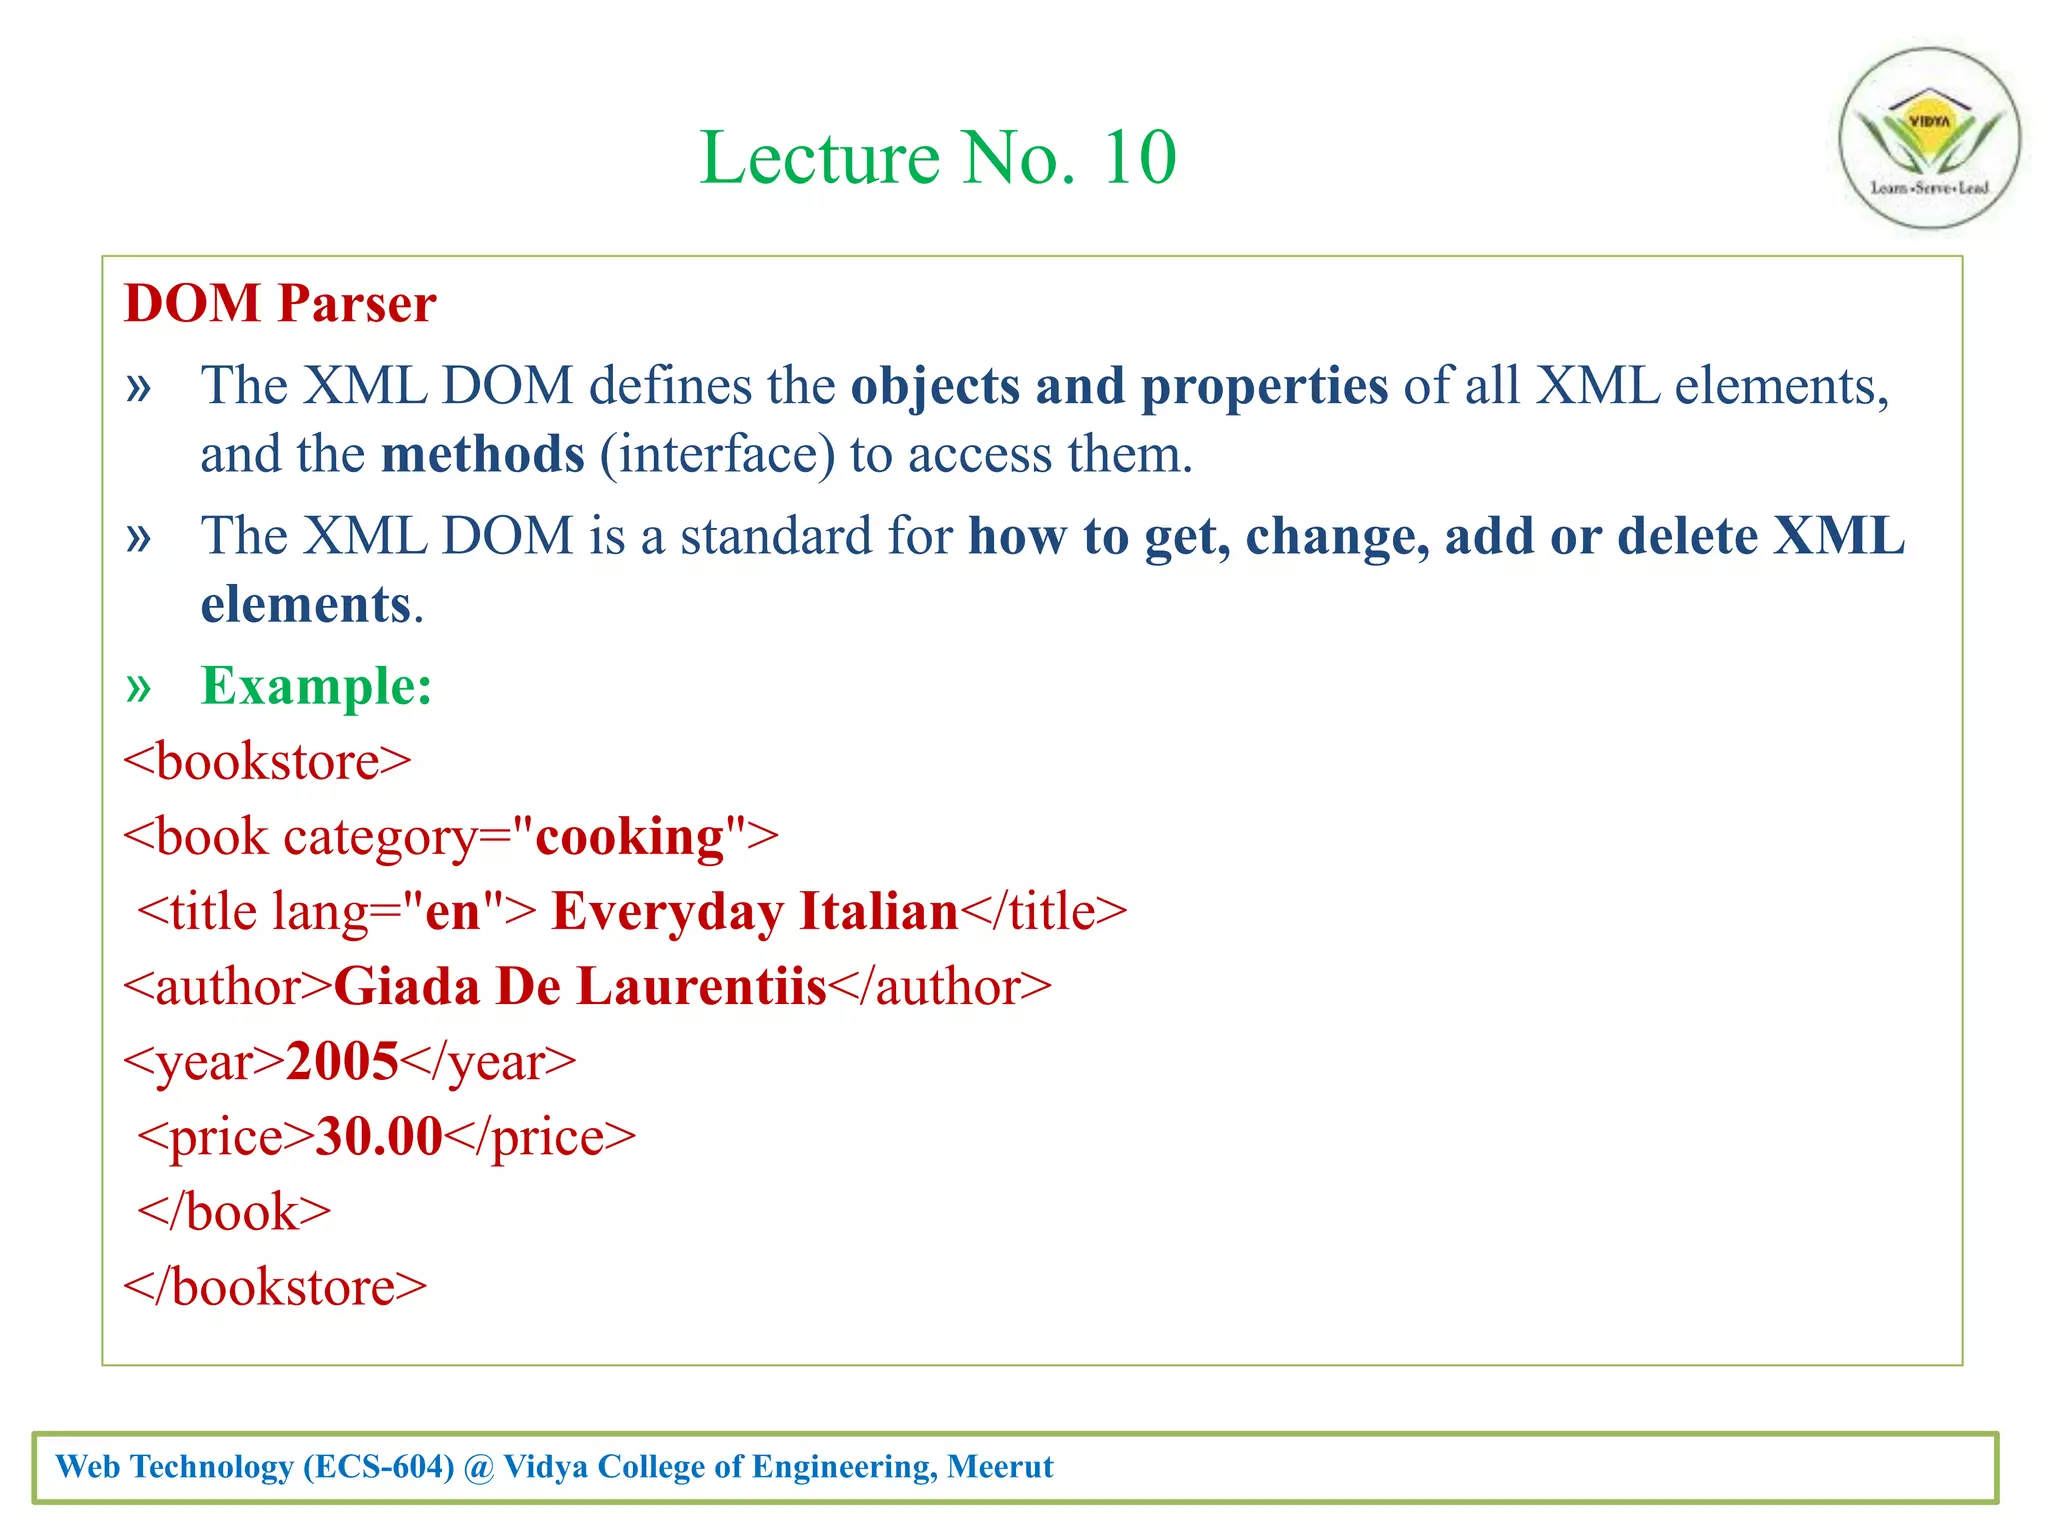 VIDYA
Learn•Serve•Lead
Lecture No. 10
DOM Parser
» The XML DOM defines the objects and properties of all XML elements,
and the methods (interface) to access them.
» The XML DOM is a standard for how to get, change, add or delete XML
elements.
» Example:
<bookstore>
<book category="cooking">
<title lang="en"> Everyday Italian</title>
<author>Giada De Laurentiis</author>
<year>2005</year>
<price>30.00</price>
</book>
</bookstore>
Web Technology (ECS-604) @ Vidya College of Engineering, Meerut